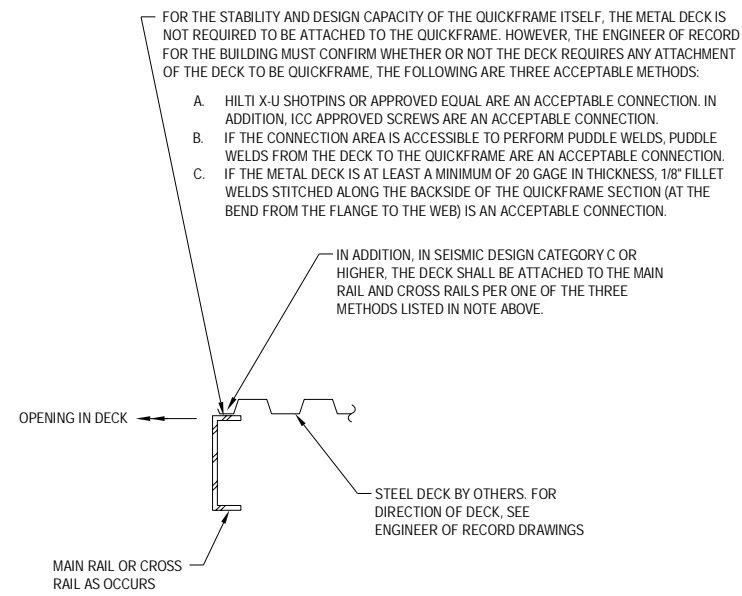 FOR THE STABILITY AND DESIGN CAPACITY OF THE QUICKFRAME ITSELF, THE METAL DECK IS
NOT REQUIRED TO BE ATTACHED TO THE QUICKFRAME. HOWEVER, THE ENGINEER OF RECORD
FOR THE BUILDING MUST CONFIRM WHETHER OR NOT THE DECK REQUIRES ANY ATTACHMENT
OF THE DECK TO BE QUICKFRAME, THE FOLLOWING ARE THREE ACCEPTABLE METHODS:
A. HILTI X-U SHOTPINS OR APPROVED EQUAL ARE AN ACCEPTABLE CONNECTION. IN
ADDITION, ICC APPROVED SCREWS ARE AN ACCEPTABLE CONNECTION.
B. IF THE CONNECTION AREA IS ACCESSIBLE TO PERFORM PUDDLE WELDS, PUDDLE
WELDS FROM THE DECK TO THE QUICKFRAME ARE AN ACCEPTABLE CONNECTION.
C. IF THE METAL DECK IS AT LEAST A MINIMUM OF 20 GAGE IN THICKNESS, 1/8" FILLET
WELDS STITCHED ALONG THE BACKSIDE OF THE QUICKFRAME SECTION (AT THE
BEND FROM THE FLANGE TO THE WEB) IS AN ACCEPTABLE CONNECTION.
IN ADDITION, IN SEISMIC DESIGN CATEGORY C OR
HIGHER, THE DECK SHALL BE ATTACHED TO THE MAIN
RAIL AND CROSS RAILS PER ONE OF THE THREE
METHODS LISTED IN NOTE ABOVE.
OPENING IN DECK
STEEL DECK BY OTHERS. FOR
DIRECTION OF DECK, SEE
ENGINEER OF RECORD DRAWINGS
MAIN RAIL OR CROSS
RAIL AS OCCURS